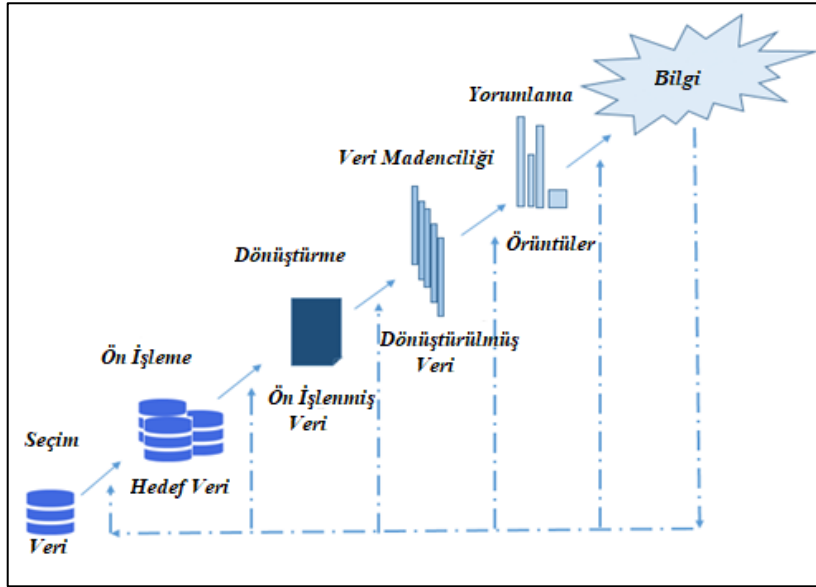 Bilgi
Yorumlama
Veri Madenciliği
Örüntüler
Dönüştürme
Dönüştürülmüş
Veri
Ön İşleme
Ön İşlenmiş
Veri
Seçim
Hedef Veri
Veri